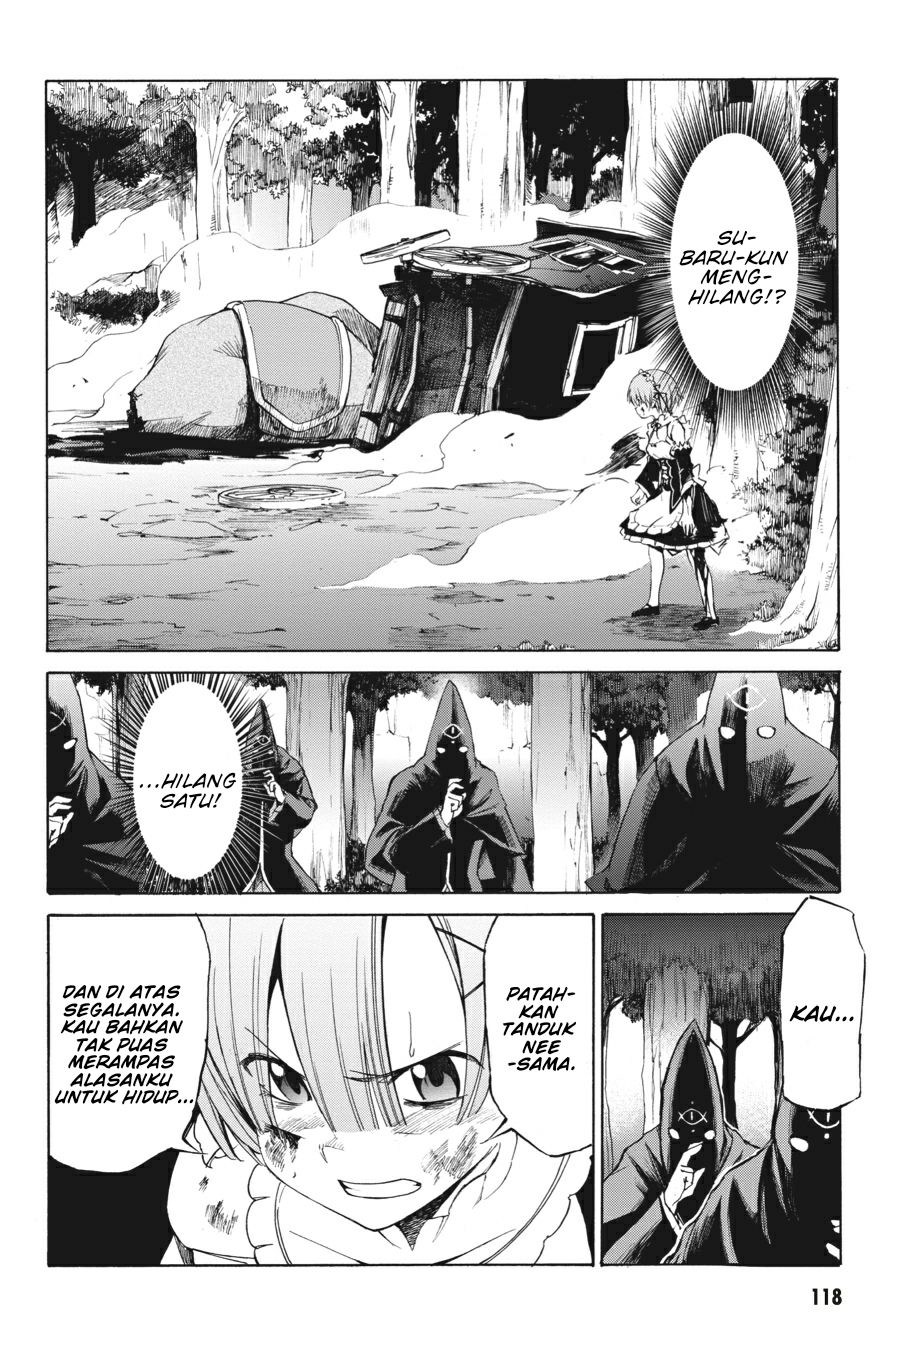 SU-
BARU-KUN
MENG-
HILANG!?
...HILANG
SATU!
KAU...
PATAH-
KAN
TANDUK
NEE
-SAMA.
DAN DI ATAS
SEGALANYA.
KAU BAHKAN
TAK PUAS
MERAMPAS
ALASANKU
UNTUK HIDUP...
118